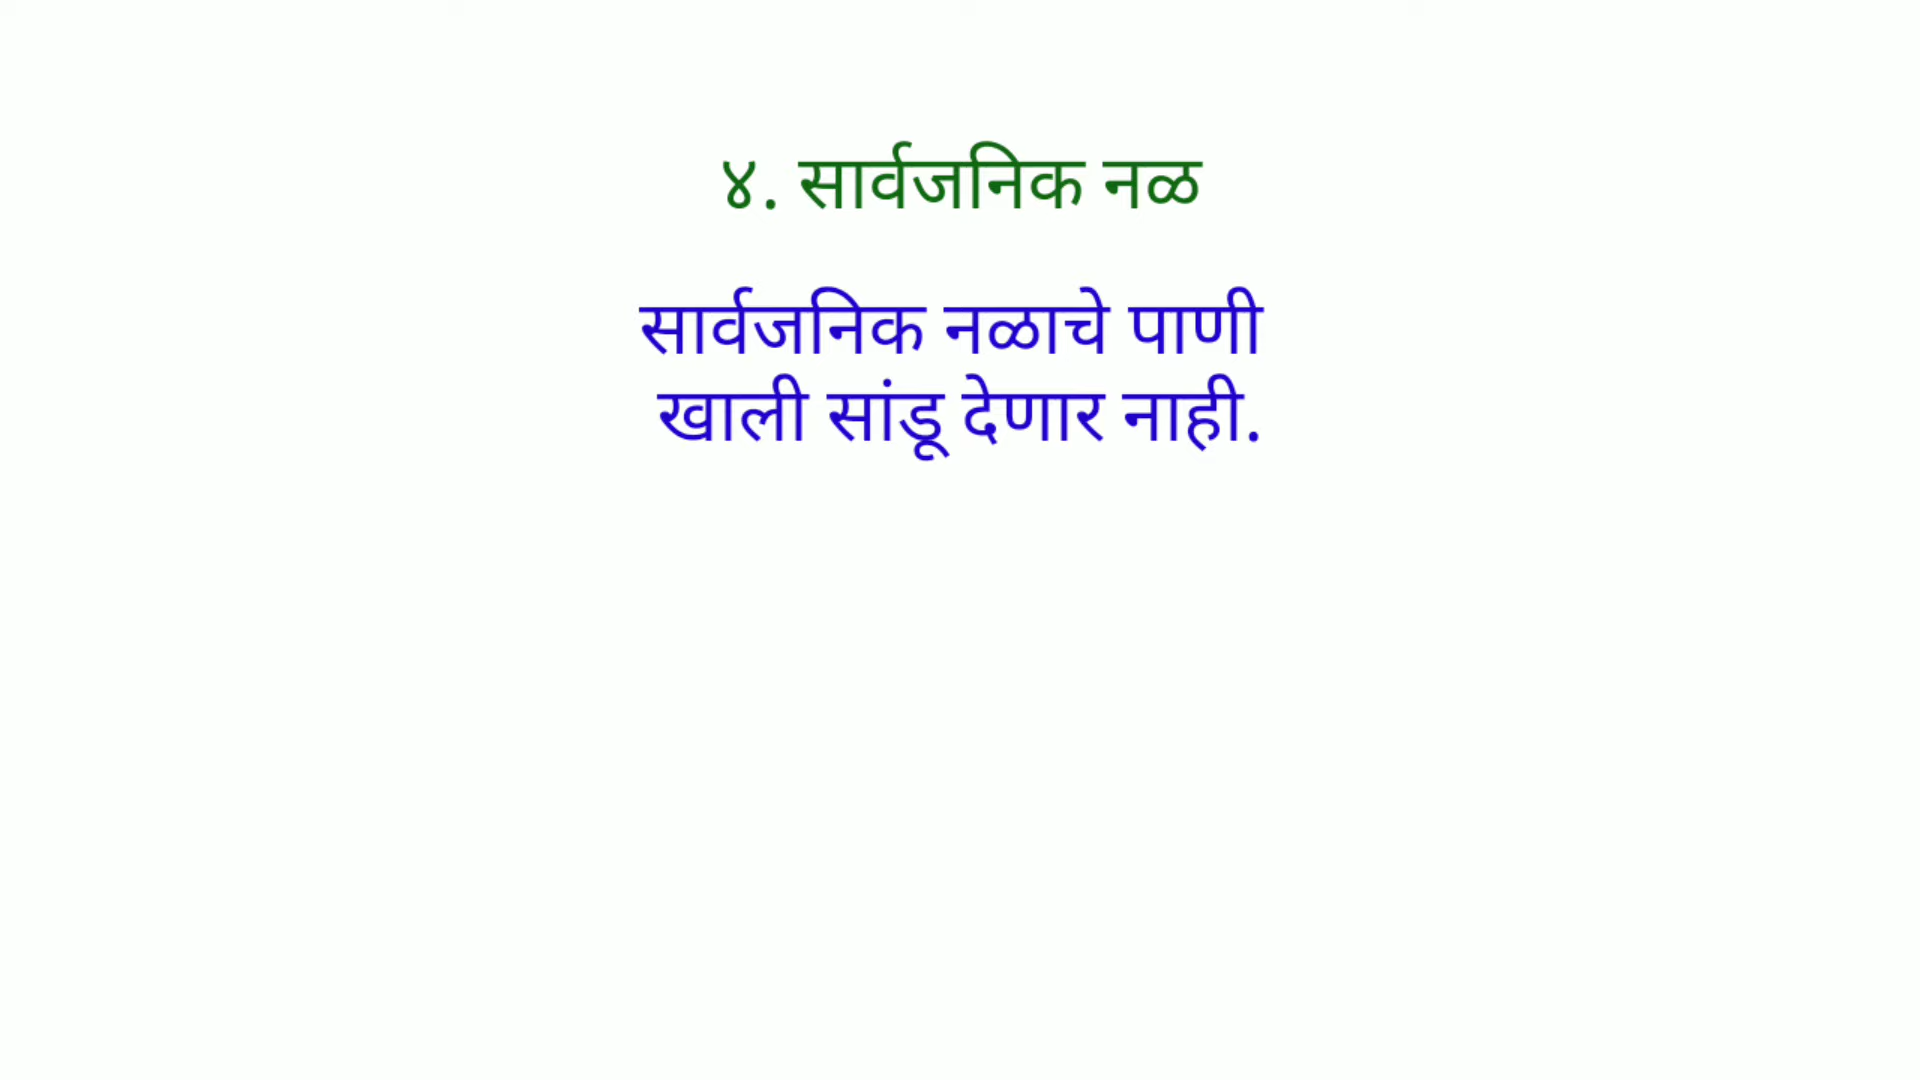 ४. सार्वजनिक नळ
सार्वजनिक नळाचे पाणी
खाली सांडू देणार नाही.